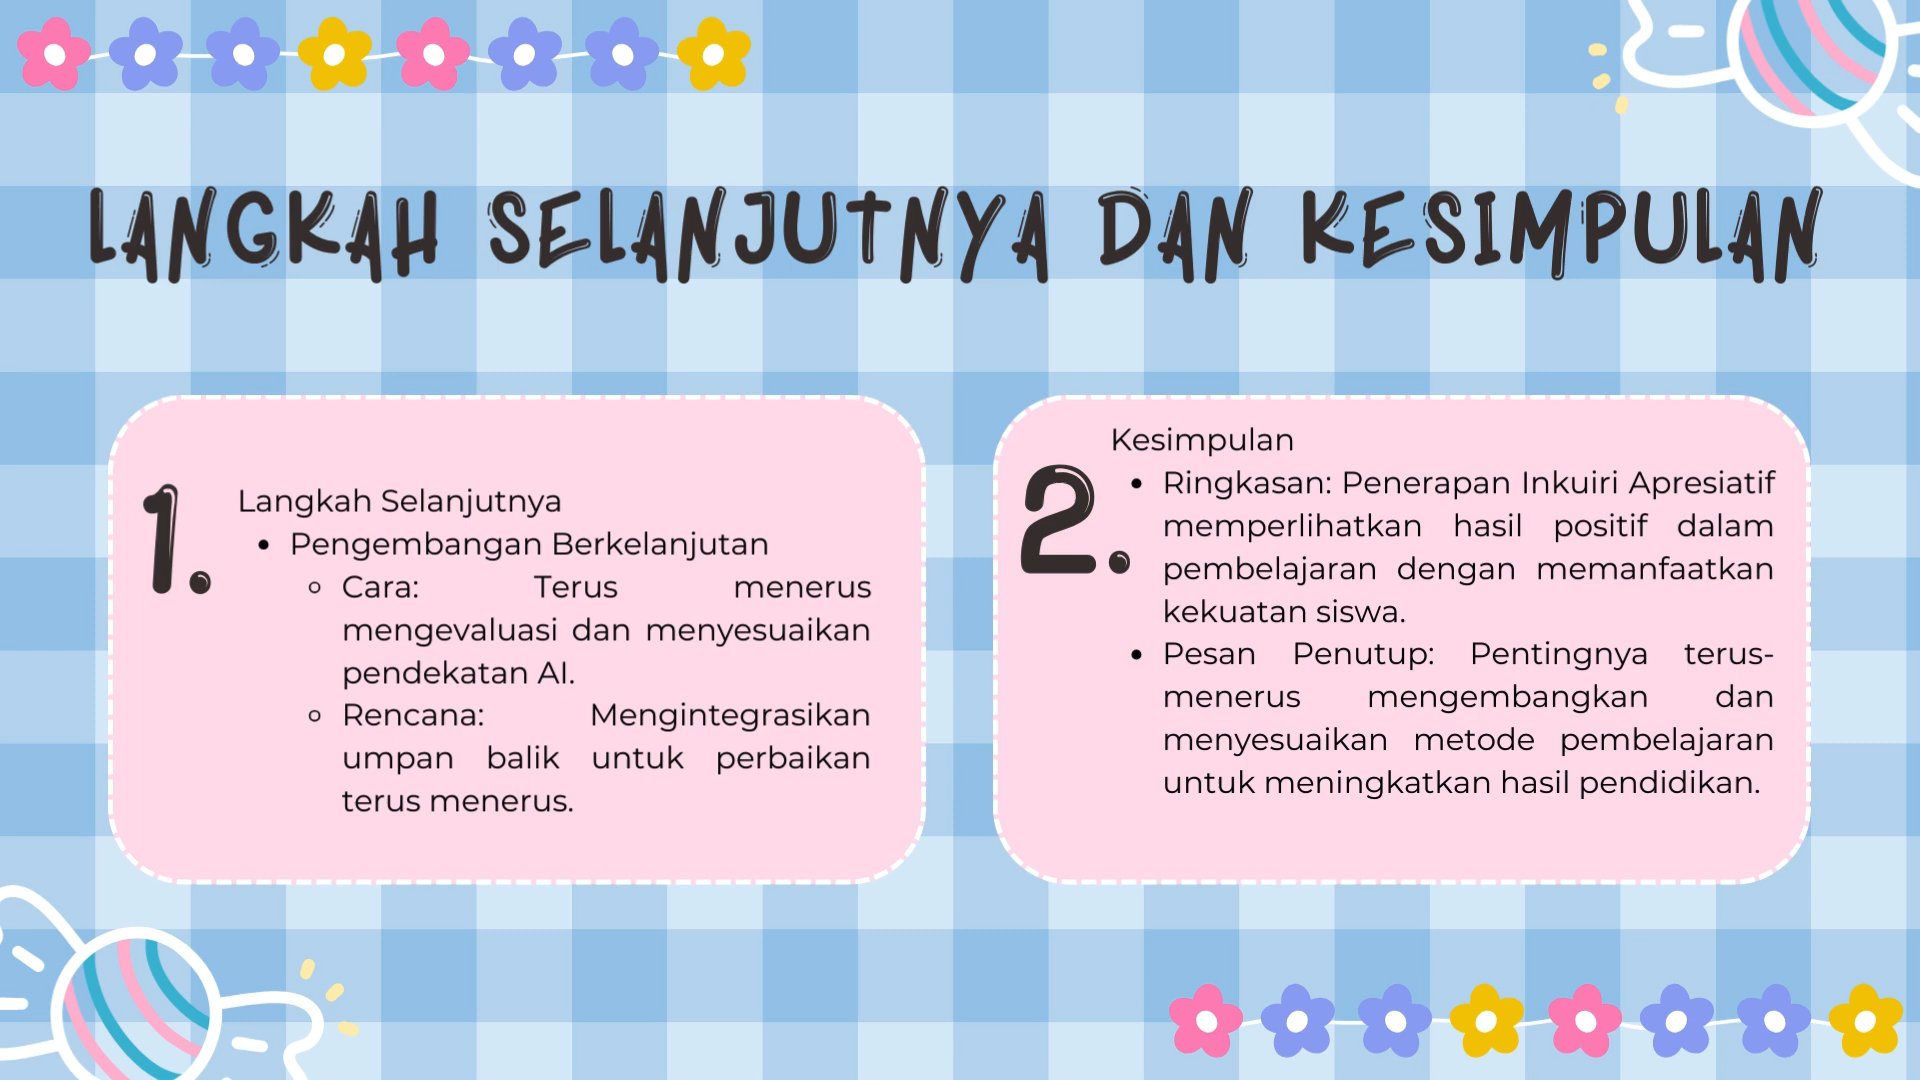 LANGKAH SELANJUTNYA DAN KESIMPULAN
1.
Langkah Selanjutnya
• Pengembangan Berkelanjutan
◦ Cara: Terus menerus
mengevaluasi dan menyesuaikan
pendekatan AI.
◦ Rencana: Mengintegrasikan
umpan balik untuk perbaikan
terus menerus.
2.
Kesimpulan
• Ringkasan: Penerapan Inkuiri Apresiatif
memperlihatkan hasil positif dalam
pembelajaran dengan memanfaatkan
kekuatan siswa.
• Pesan Penutup: Pentingnya terus-
menerus mengembangkan dan
menyesuaikan metode pembelajaran
untuk meningkatkan hasil pendidikan.